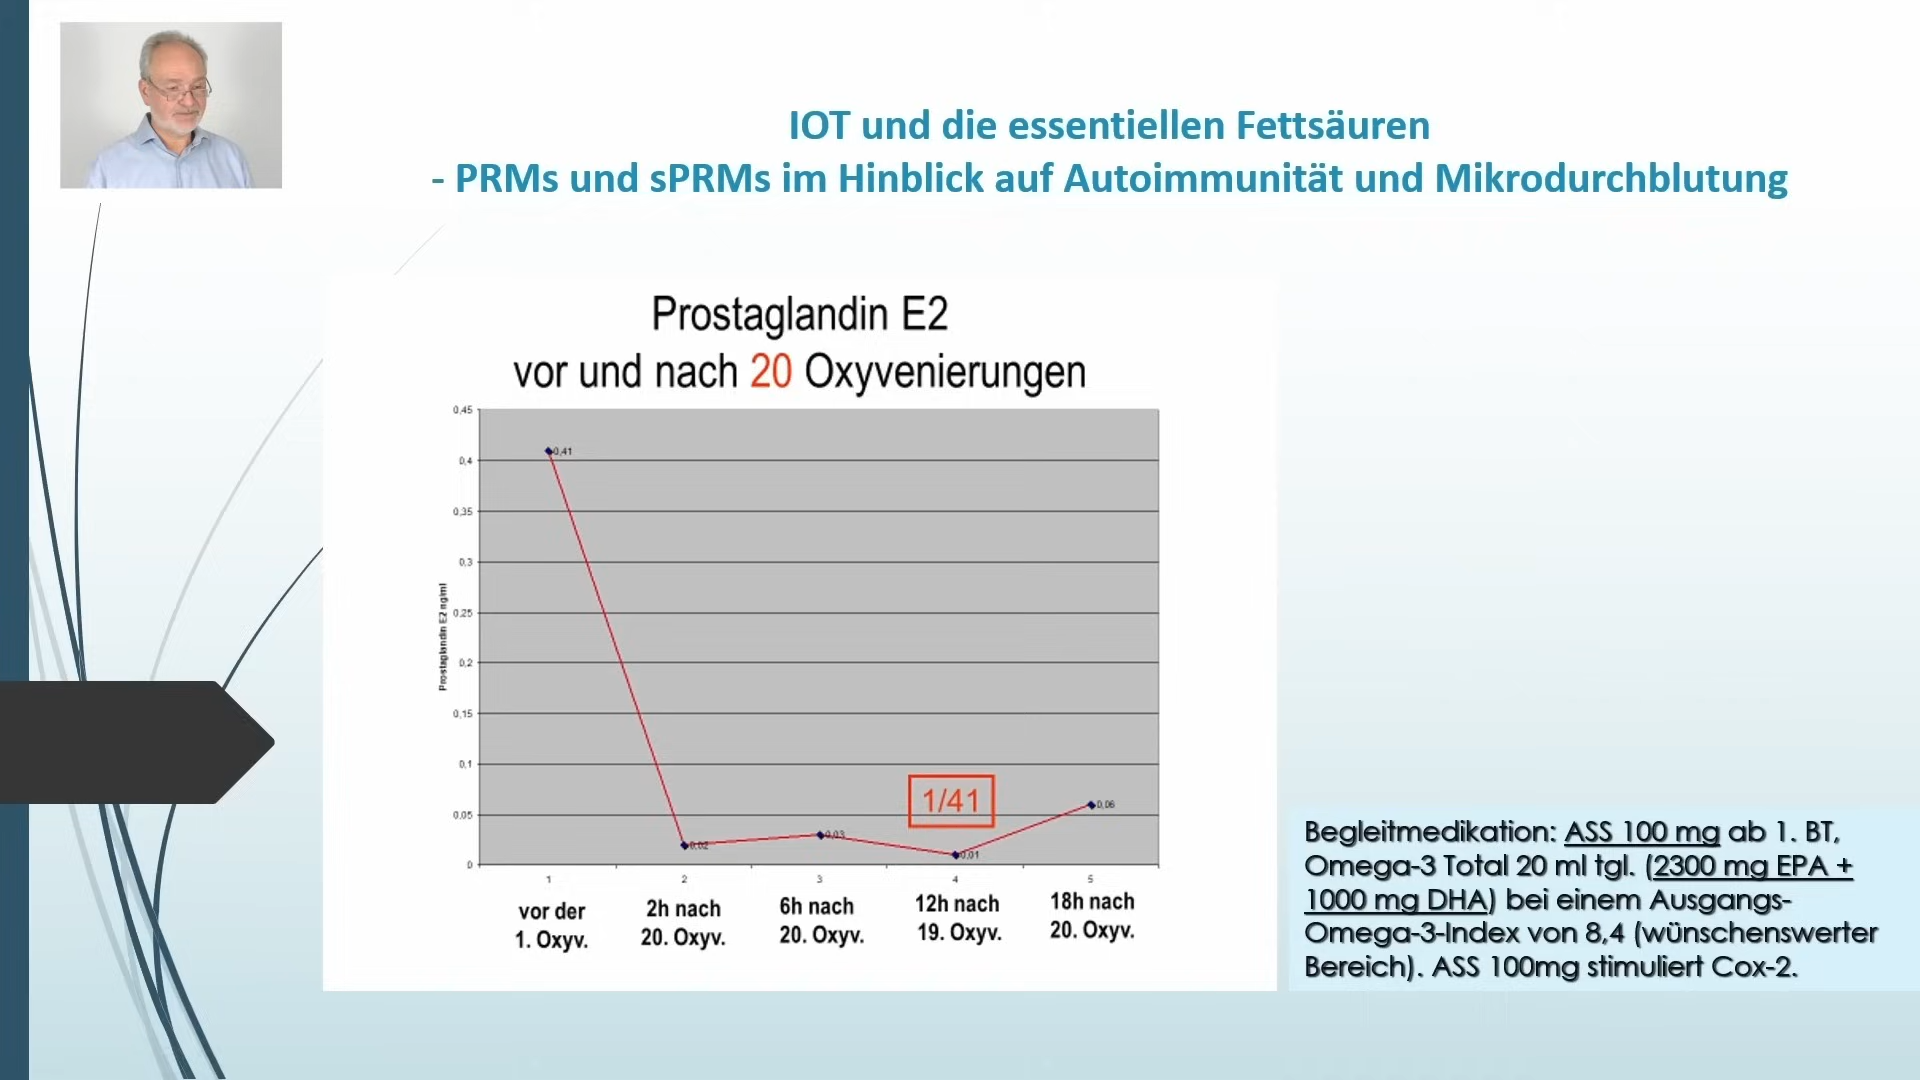 IOT und die essentiellen Fettsäuren
- PRMs und sPRMs im Hinblick auf Autoimmunität und Mikrodurchblutung
Prostaglandin E2
vor und nach 20 Oxyvenierungen
Prostaglandin E2 ng/ml
0,45
0,4
0,35
0,3
0,25
0,2
0,15
0,1
0,05
0
0,41
0,02
0,03
0,01
0,06
1/41
1 2 3 4 5
vor der 2h nach 6h nach 12h nach 18h nach
1. Oxyv. 20. Oxyv. 20. Oxyv. 19. Oxyv. 20. Oxyv.
Begleitmedikation: ASS 100 mg ab 1. BT,
Omega-3 Total 20 ml tgl. (2300 mg EPA +
1000 mg DHA) bei einem Ausgangs-
Omega-3-Index von 8,4 (wünschenswerter
Bereich). ASS 100mg stimuliert Cox-2.